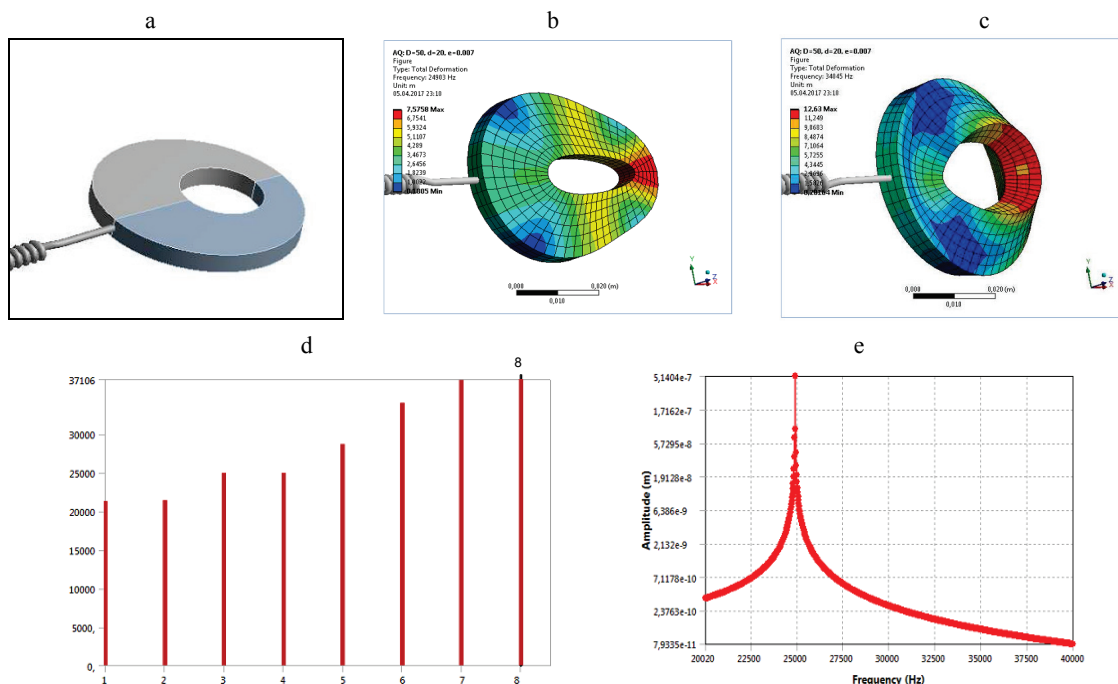 a
b
c
AQ: D=50, d=20, e=0.007
Figure
Type: Total Deformation
Frequency: 24903 Hz
Unit: m
05.04.2017 23:10
7,5758 Max
6,7541
5,9324
5,1107
4,289
3,4673
2,6456
1,8239
Min
0,000
0,020 (m)
0,010
Y
Z
X
AQ: D=50, d=20, e=0.007
Figure
Type: Total Deformation
Frequency: 34045 Hz
Unit: m
05.04.2017 23:10
12,63 Max
11,249
9,8683
8,4874
7,1064
5,7255
4,3445
Min
0,000
0,020 (m)
0,010
Y
Z
X
d
8
37106
30000
25000
20000
15000
10000
5000,
0,
1 2 3 4 5 6 7 8
e
Amplitude (m)
5,1404e-7
1,7162e-7
5,7295e-8
1,9128e-8
6,386e-9
2,132e-9
7,1178e-10
2,3763e-10
7,9335e-11
20020 22500 25000 27500 30000 32500 35000 37500 40000
Frequency (Hz)